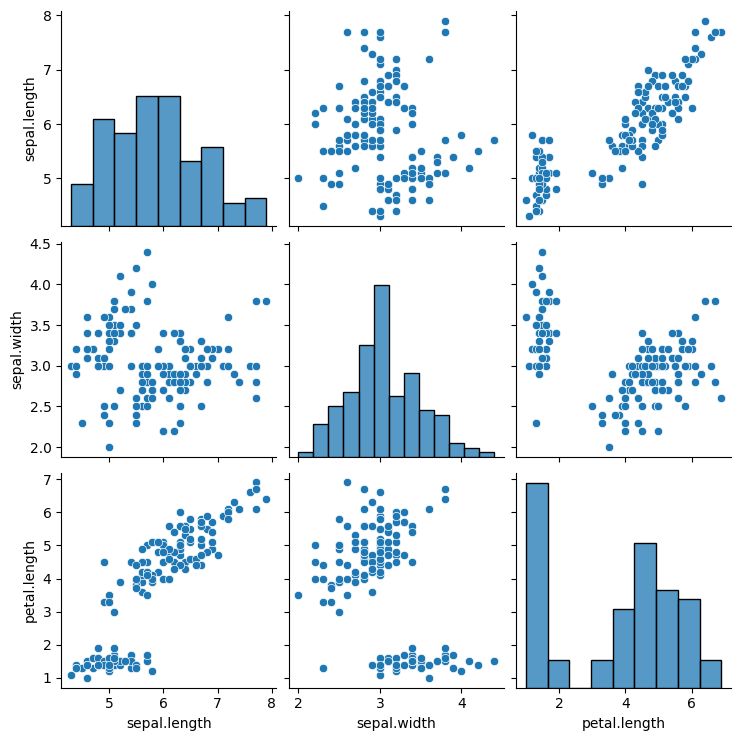 8
7
6
5
sepal.length
4.5
4.0
3.5
3.0
2.5
2.0
sepal.width
7
6
5
4
3
2
1
petal.length
5 6 7 8
sepal.length
2 3 4
sepal.width
2 4 6
petal.length